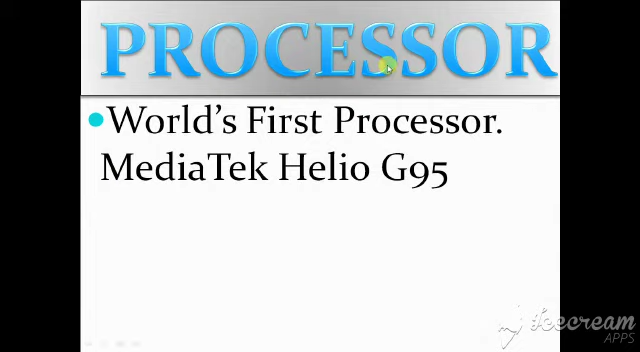 PROCESSOR
•World's First Processor.
MediaTek Helio G95
Icecream
APPS